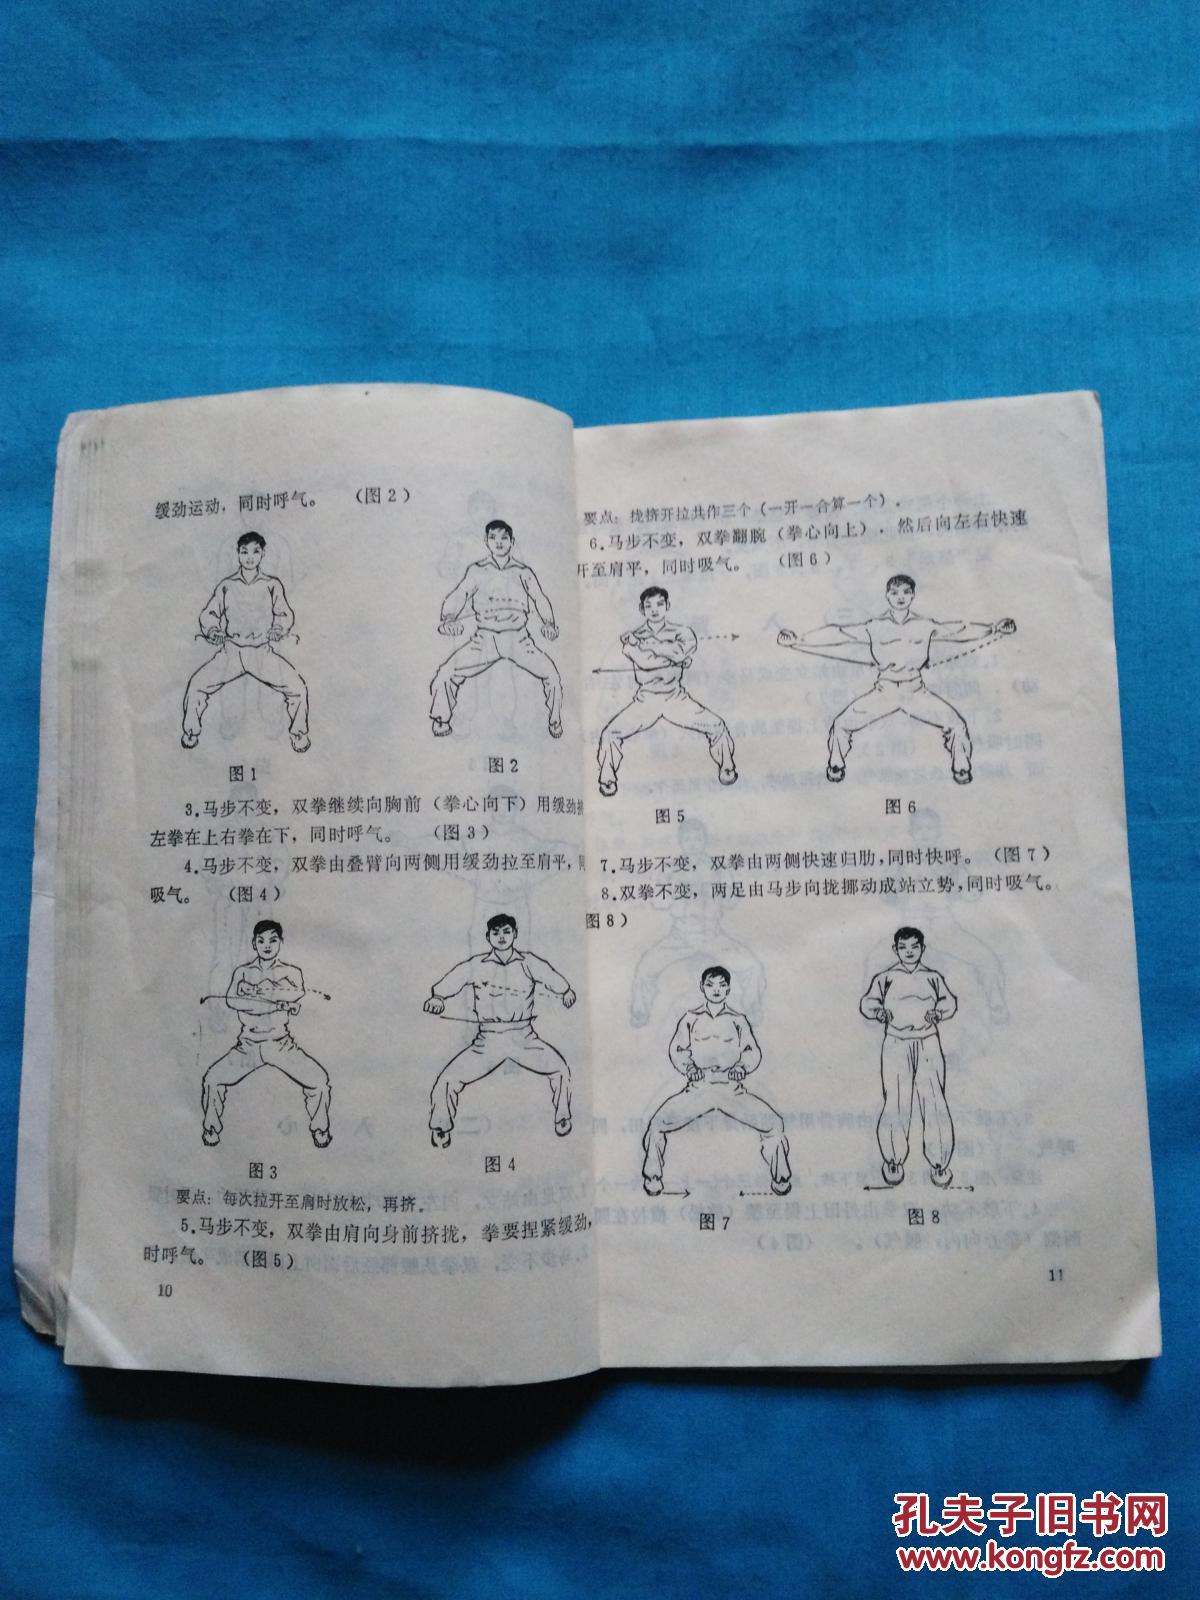 缓劲运动，同时呼气。 （图2）
图1
图2
3.马步不变，双拳继续向胸前（拳心向下）用缓劲挤
左拳在上右拳在下，同时呼气。 （图3）
4.马步不变，双拳由叠臂向两侧用缓劲拉至肩平，
吸气。 （图4）
图3
图4
要点：每次拉开至肩时放松，再挤.
5.马步不变，双拳由肩向身前挤拢，拳要捏紧缓劲，
时呼气。（图5）
10
要点：拢挤开拉共作三个（一开一合算一个）.
6.马步不变，双拳翻腕（拳心向上）.然后向左右快速
开至肩平，同时吸气。 （图6）
图5
图6
7.马步不变，双拳由两侧快速归肋，同时快呼。（图7）
8.双拳不变，两足由马步向拢挪动成站立势，同时吸气。
图8）
图7
图8
11
孔夫子旧书网
www.kongfz.com